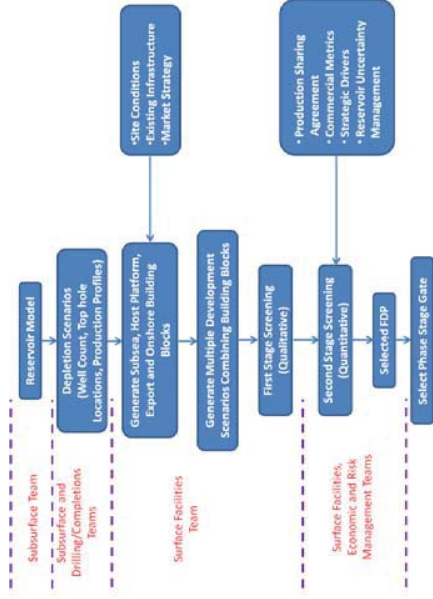 Subsurface Team
Reservoir Model
Subsurface and
Drilling/Completions
Teams
Depletion Scenarios
(Well Count, Top hole
Locations, Production Profiles)
Surface Facilities
Team
Generate Subsea, Host Platform,
Export and Onshore Building
Blocks
• Site Conditions
• Existing Infrastructure
• Market Strategy
Generate Multiple Development
Scenarios Combining Building Blocks
First Stage Screening
(Qualitative)
Surface Facilities,
Economic and Risk
Management Teams
Second Stage Screening
(Quantitative)
• Production Sharing
Agreement
• Commercial Metrics
• Strategic Drivers
• Reservoir Uncertainty
Management
Selected FDP
Select Phase Stage Gate